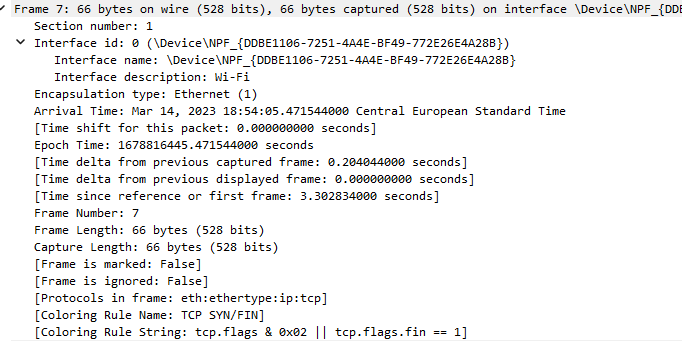 Frame 7: 66 bytes on wire (528 bits), 66 bytes captured (528 bits) on interface \Device\NPF_{DDB
Section number: 1
Interface id: 0 (\Device\NPF_{DDBE1106-7251-4A4E-BF49-772E26E4A28B})
Interface name: \Device\NPF_{DDBE1106-7251-4A4E-BF49-772E26E4A28B}
Interface description: Wi-Fi
Encapsulation type: Ethernet (1)
Arrival Time: Mar 14, 2023 18:54:05.471544000 Central European Standard Time
[Time shift for this packet: 0.000000000 seconds]
Epoch Time: 1678816445.471544000 seconds
[Time delta from previous captured frame: 0.204044000 seconds]
[Time delta from previous displayed frame: 0.000000000 seconds]
[Time since reference or first frame: 3.302834000 seconds]
Frame Number: 7
Frame Length: 66 bytes (528 bits)
Capture Length: 66 bytes (528 bits)
[Frame is marked: False]
[Frame is ignored: False]
[Protocols in frame: eth:ethertype:ip:tcp]
[Coloring Rule Name: TCP SYN/FIN]
[Coloring Rule String: tcp.flags & 0x02 || tcp.flags.fin == 1]